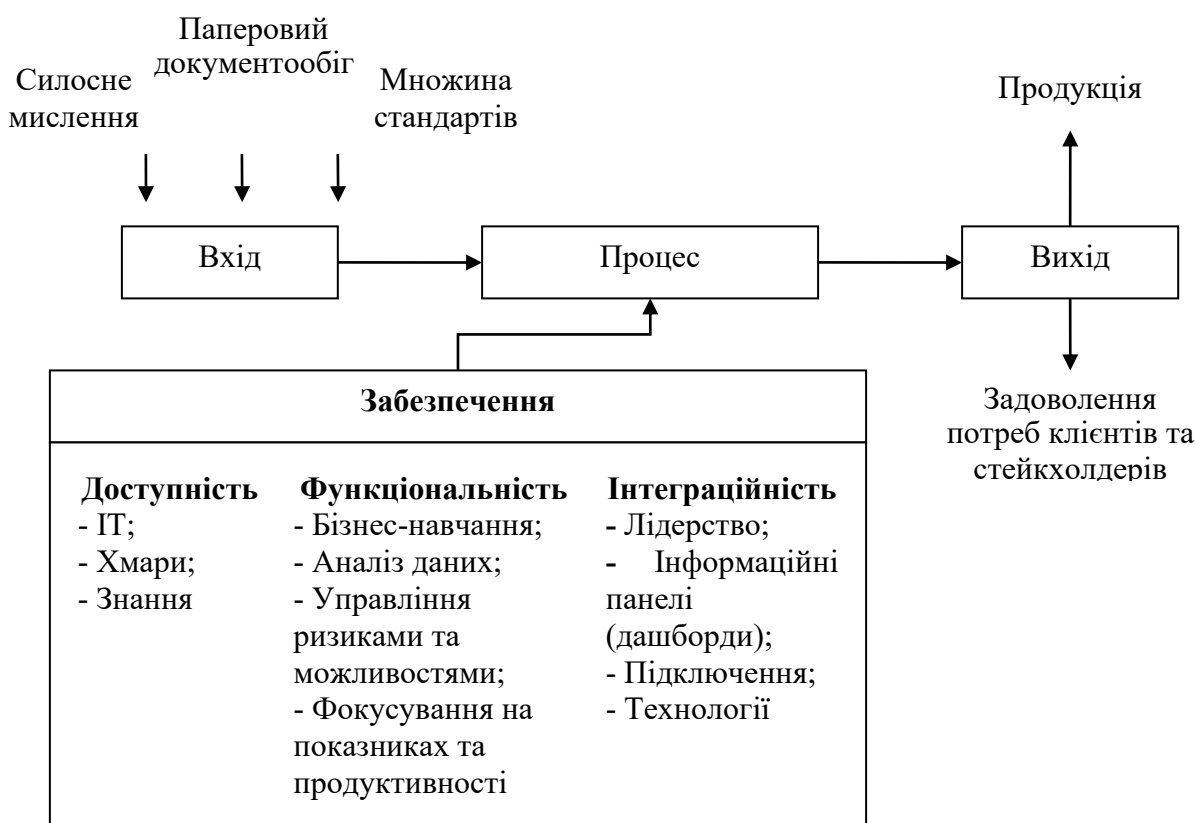 Паперовий
документообіг
Силосне
мислення
Множина
стандартів
Продукція
Вхід
Процес
Вихід
Забезпечення
Задоволення
потреб клієнтів та
стейкхолдерів
Доступність
- ІТ;
- Хмари;
- Знання
Функціональність
- Бізнес-навчання;
- Аналіз даних;
- Управління
ризиками та
можливостями;
- Фокусування на
показниках та
продуктивності
Інтеграційність
- Лідерство;
- Інформаційні
панелі
(дашборди);
- Підключення;
- Технології